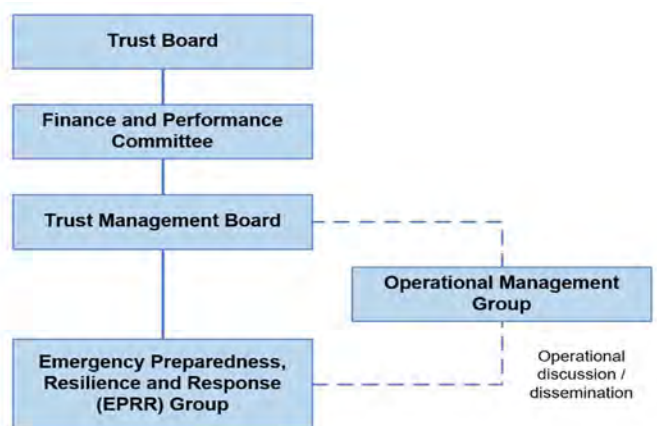 Trust Board
Finance and Performance
Committee
Trust Management Board
Operational Management
Group
Emergency Preparedness,
Resilience and Response
(EPRR) Group
Operational
discussion /
dissemination